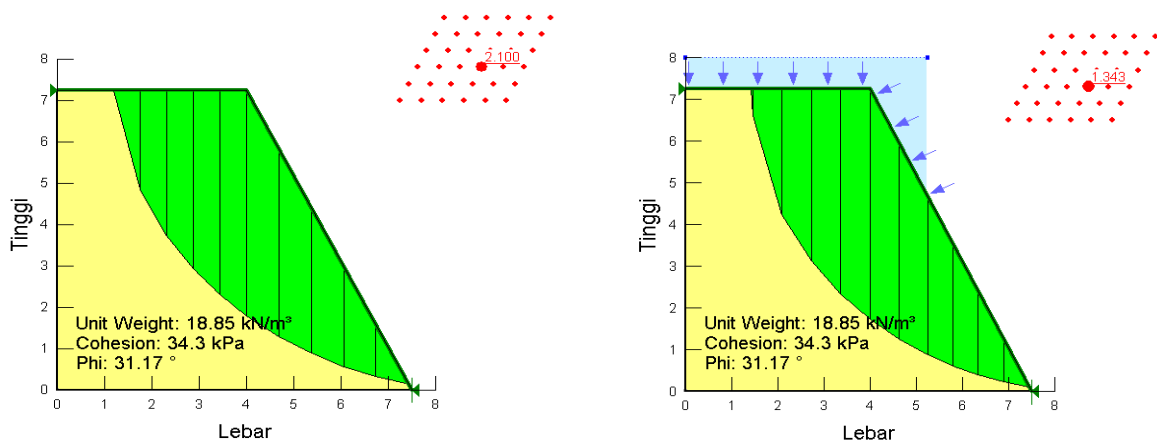 2.100
8
7
6
5
4
3
2
1
0
Tinggi
Unit Weight: 18.85 kN/m³
Cohesion: 34.3 kPa
Phi: 31.17 °
0 1 2 3 4 5 6 7 8
Lebar
1.343
8
7
6
5
4
3
2
1
0
Tinggi
Unit Weight: 18.85 kN/m³
Cohesion: 34.3 kPa
Phi: 31.17 °
0 1 2 3 4 5 6 7 8
Lebar